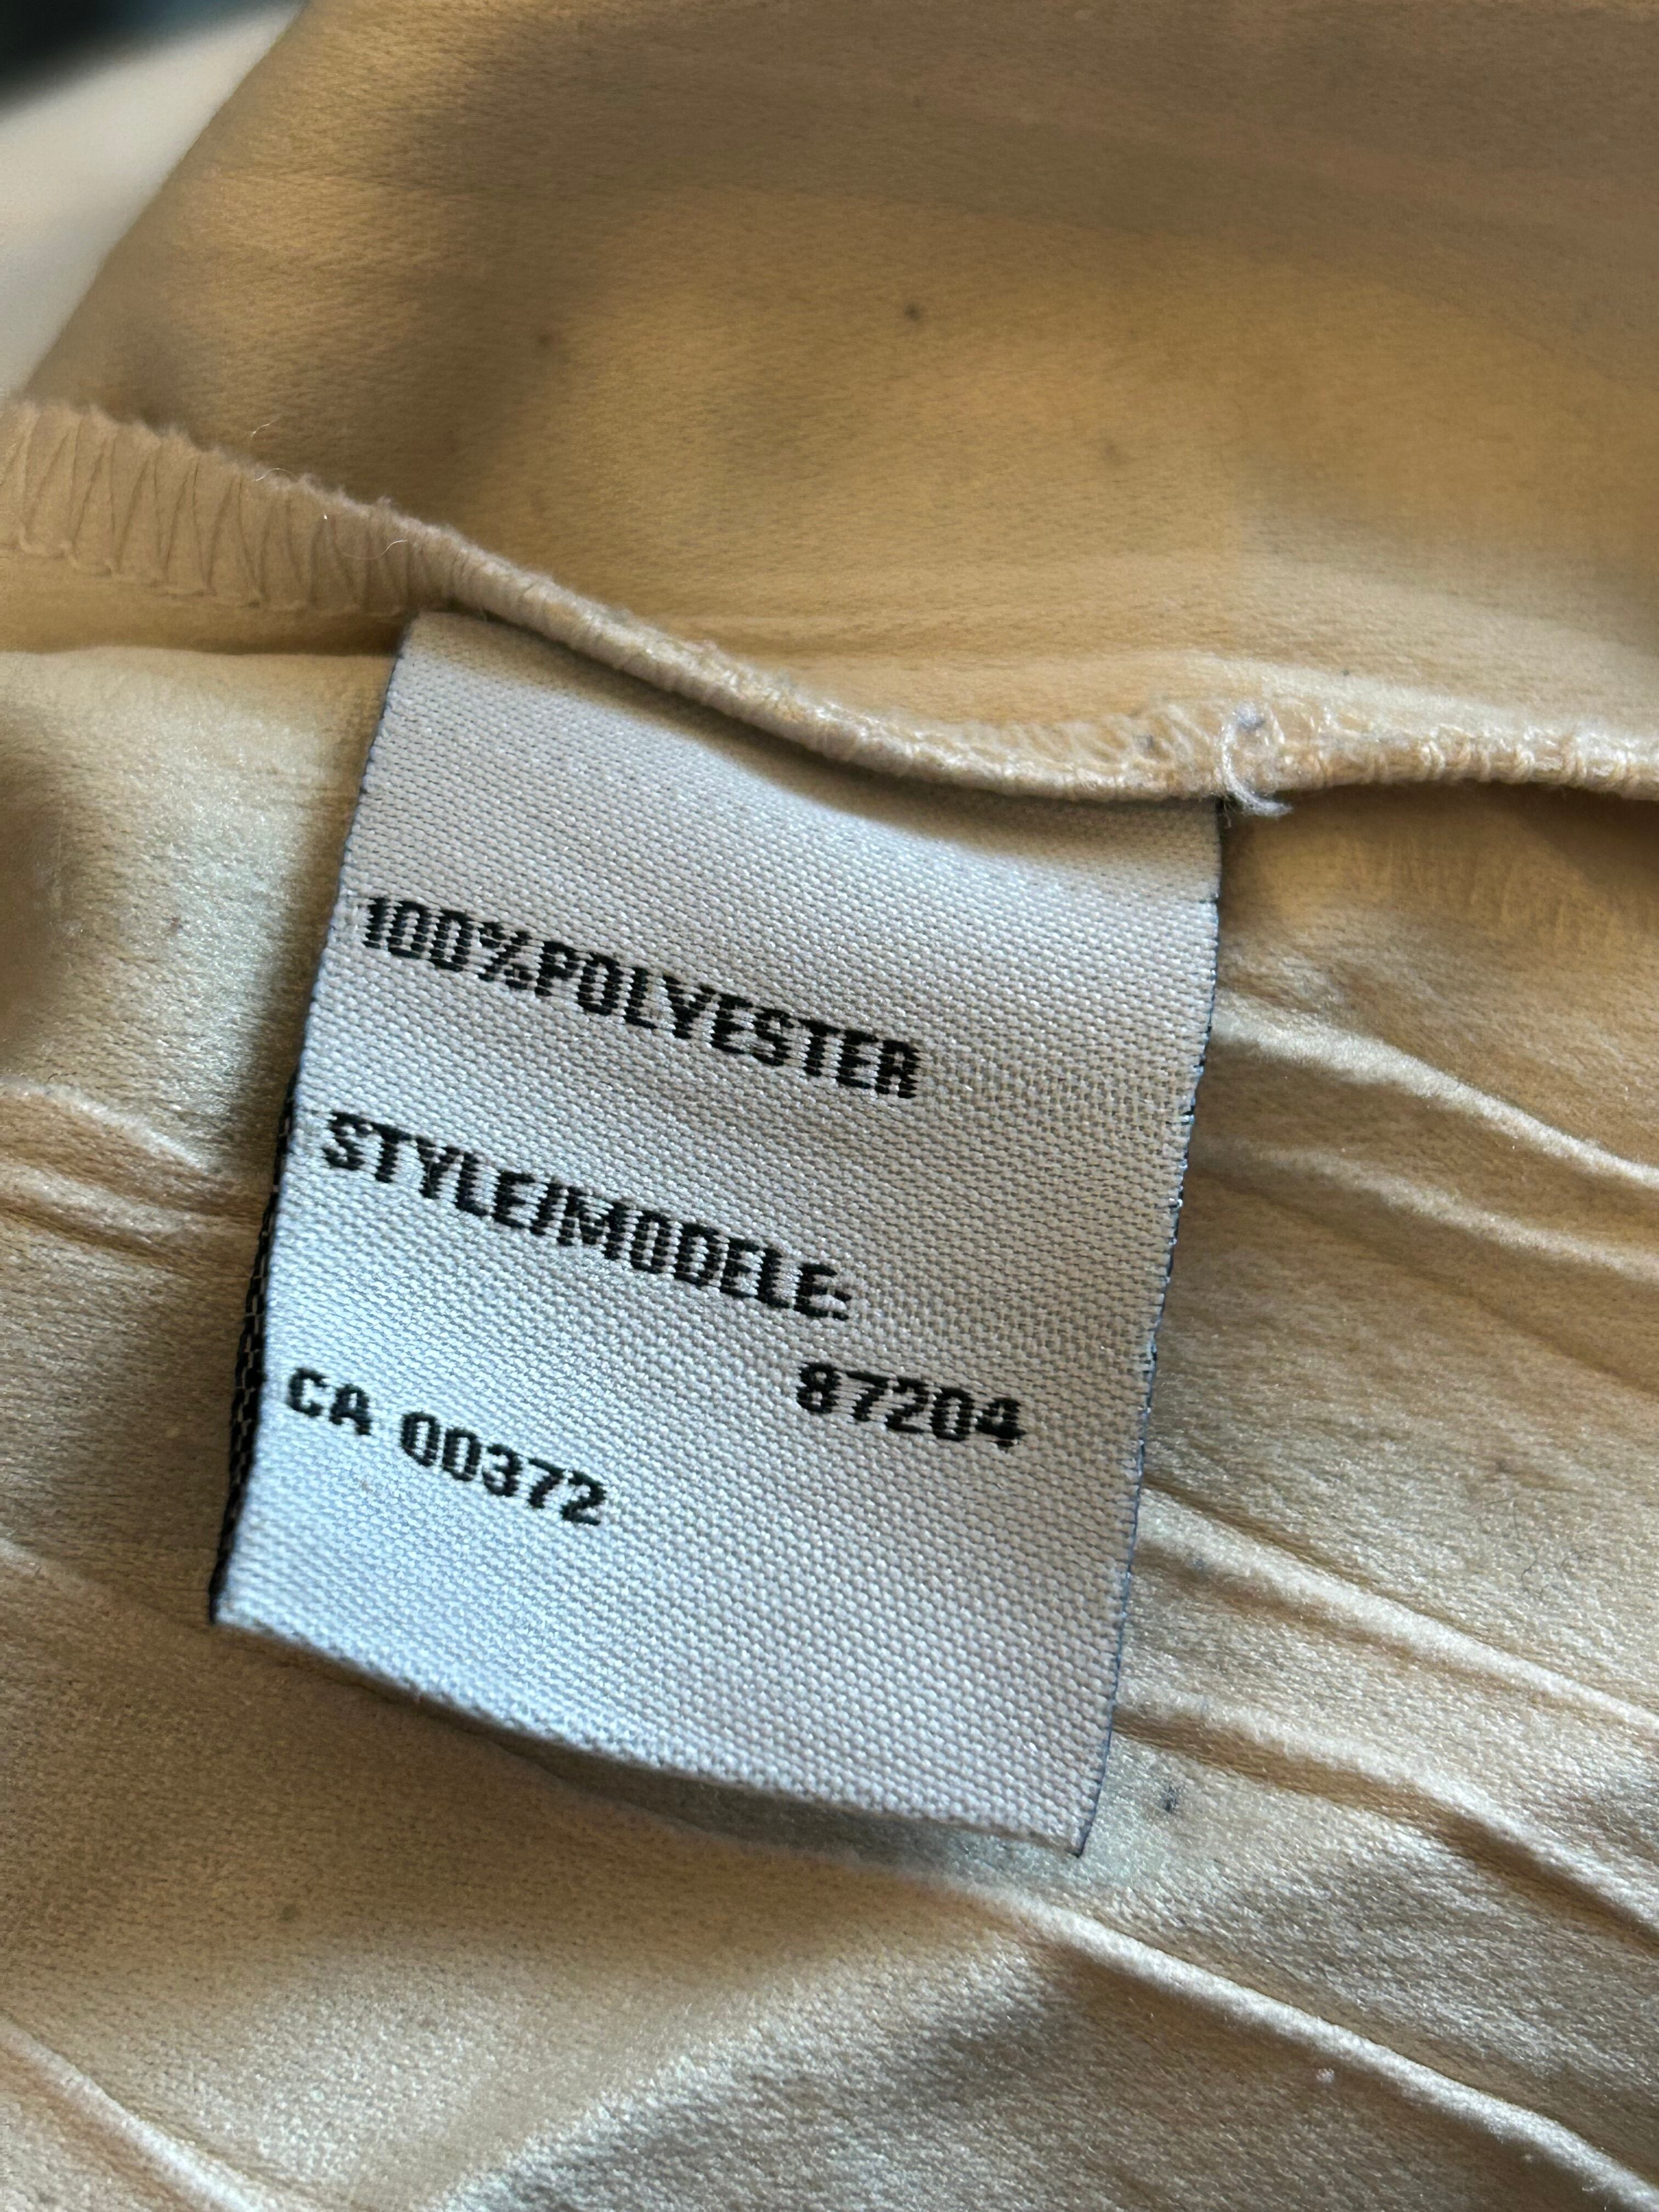 100%POLYESTER
STYLE/MODELE:
87204
CA 00372